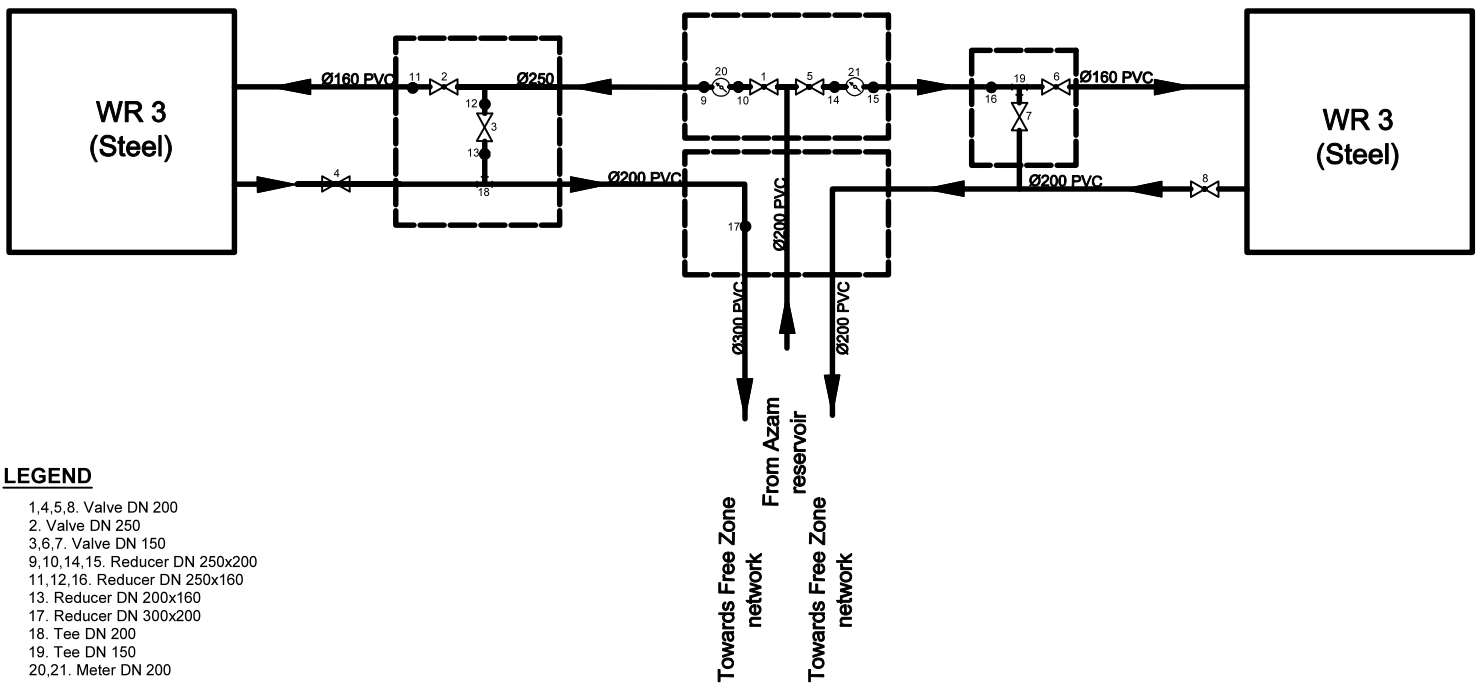 WR 3
(Steel)
Ø160 PVC
11
2
Ø250
12
3
13
4
18
Ø200 PVC
20
9
10
1
5
14
21
15
17
Ø200 PVC
Ø300 PVC
Ø200 PVC
16
19
6
7
Ø160 PVC
Ø200 PVC
8
WR 3
(Steel)
From Azam
reservoir
Towards Free Zone
network
Towards Free Zone
network
LEGEND
1,4,5,8. Valve DN 200
2. Valve DN 250
3,6,7. Valve DN 150
9,10,14,15. Reducer DN 250x200
11,12,16. Reducer DN 250x160
13. Reducer DN 200x160
17. Reducer DN 300x200
18. Tee DN 200
19. Tee DN 150
20,21. Meter DN 200